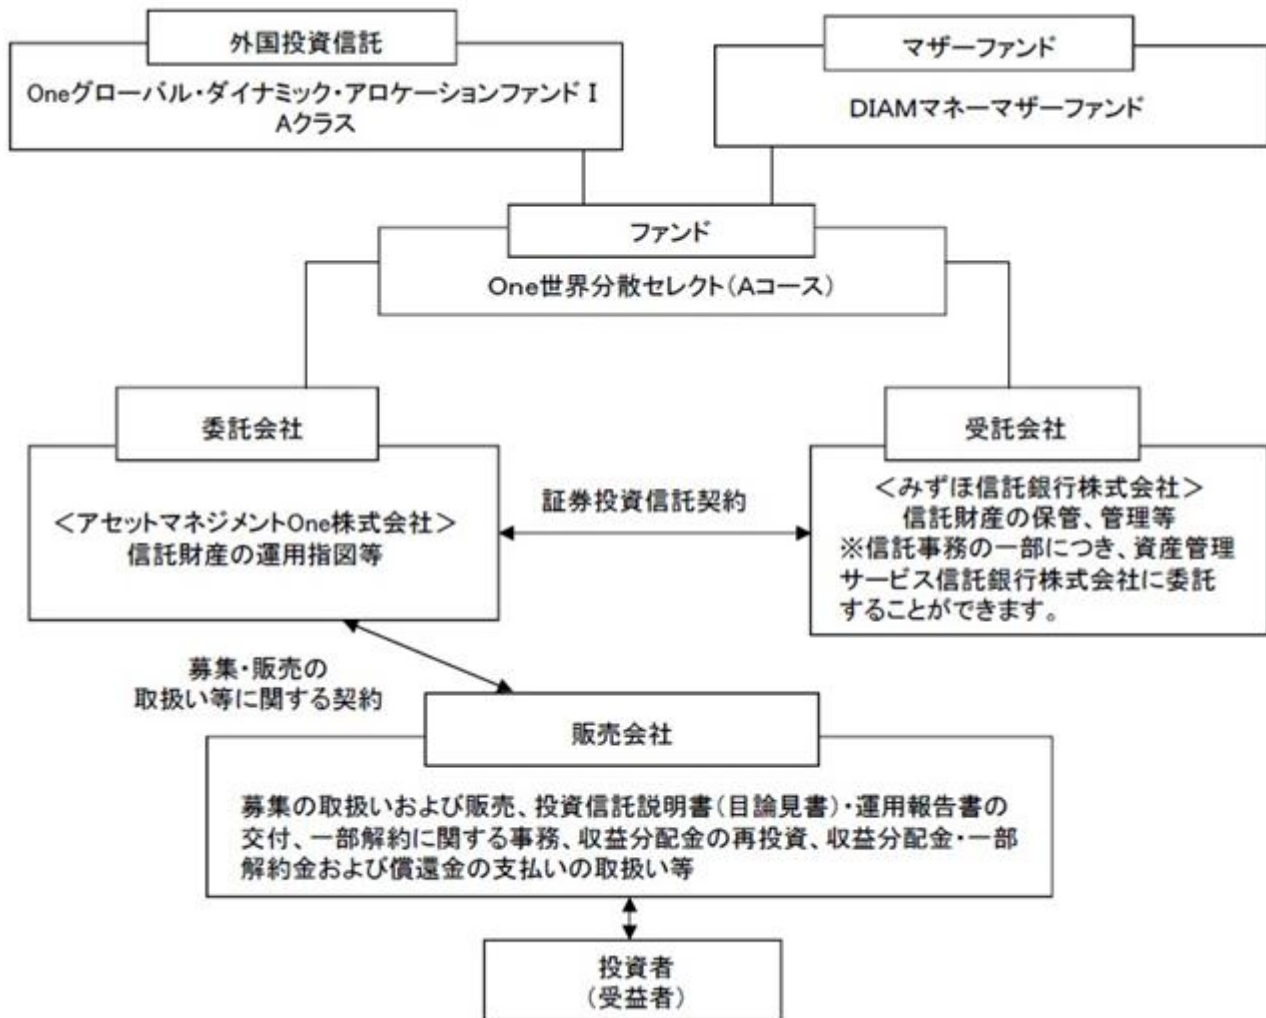 外国投資信託
Oneグローバル・ダイナミック・アロケーションファンドⅠ
Aクラス
マザーファンド
DIAMマネーマザーファンド
ファンド
One世界分散セレクト(Aコース)
委託会社
<アセットマネジメントOne株式会社>
信託財産の運用指図等
証券投資信託契約
受託会社
<みずほ信託銀行株式会社>
信託財産の保管、管理等
※信託事務の一部につき、資産管理
サービス信託銀行株式会社に委託
することができます。
募集・販売の
取扱い等に関する契約
販売会社
募集の取扱いおよび販売、投資信託説明書(目論見書)・運用報告書の
交付、一部解約に関する事務、収益分配金の再投資、収益分配金・一部
解約金および償還金の支払いの取扱い等
投資者
(受益者)